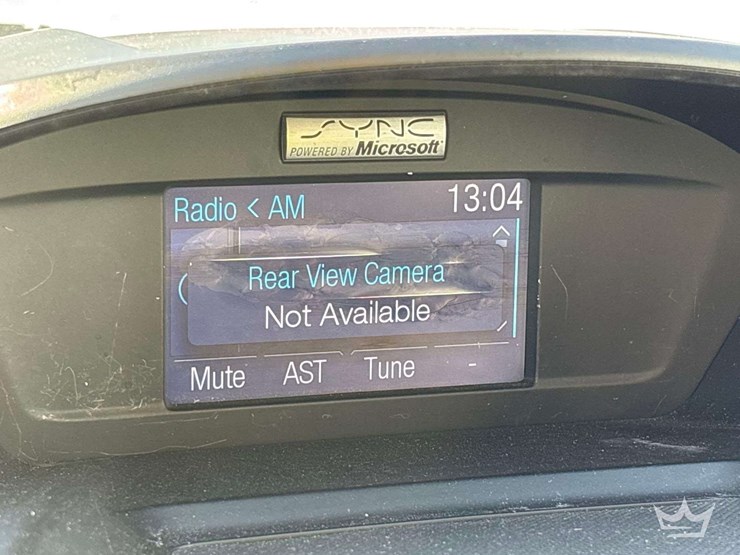 SYNC
POWERED BY Microsoft
Radio < AM
13:04
Rear View Camera
Not Available
Mute AST Tune -